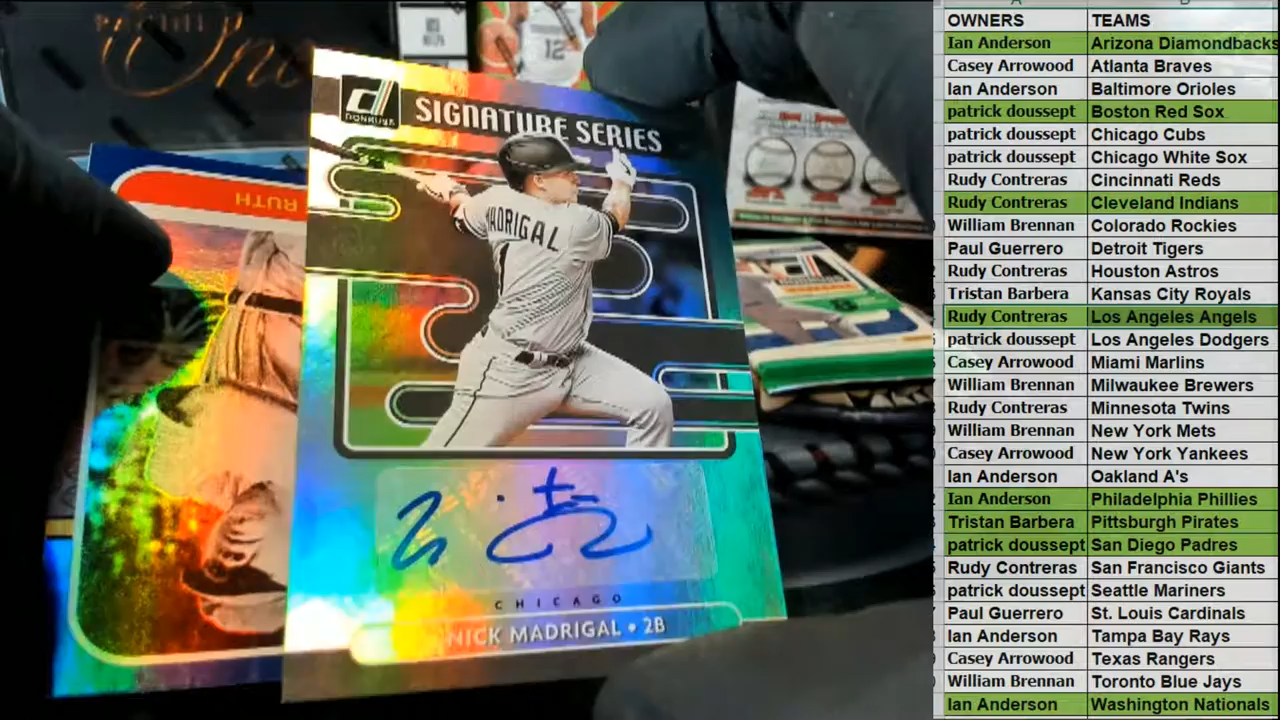 PANINI
12
RUTH
DONRUSS
SIGNATURE SERIES
MADRIGAL
1
CHICAGO
NICK MADRIGAL • 2B
OWNERS TEAMS
Ian Anderson Arizona Diamondbacks
Casey Arrowood Atlanta Braves
Ian Anderson Baltimore Orioles
patrick doussept Boston Red Sox
patrick doussept Chicago Cubs
patrick doussept Chicago White Sox
Rudy Contreras Cincinnati Reds
Rudy Contreras Cleveland Indians
William Brennan Colorado Rockies
Paul Guerrero Detroit Tigers
Rudy Contreras Houston Astros
Tristan Barbera Kansas City Royals
Rudy Contreras Los Angeles Angels
patrick doussept Los Angeles Dodgers
Casey Arrowood Miami Marlins
William Brennan Milwaukee Brewers
Rudy Contreras Minnesota Twins
William Brennan New York Mets
Casey Arrowood New York Yankees
Ian Anderson Oakland A's
Ian Anderson Philadelphia Phillies
Tristan Barbera Pittsburgh Pirates
patrick doussept San Diego Padres
Rudy Contreras San Francisco Giants
patrick doussept Seattle Mariners
Paul Guerrero St. Louis Cardinals
Ian Anderson Tampa Bay Rays
Casey Arrowood Texas Rangers
William Brennan Toronto Blue Jays
Ian Anderson Washington Nationals